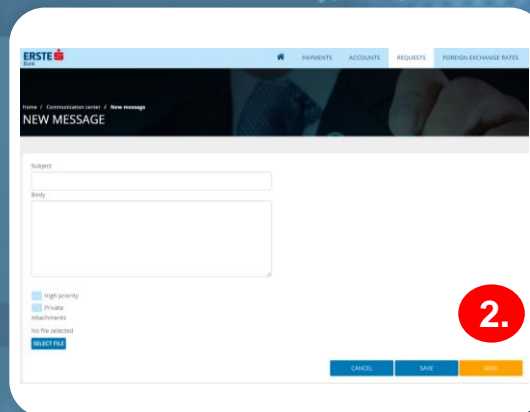 ERSTE
Bank
PAYMENTS ACCOUNTS REQUESTS FOREIGN EXCHANGE RATES
Home / Communication center / New message
NEW MESSAGE
Subject
Body
High priority
Private
Attachments
No file selected
SELECT FILE
2.
CANCEL SAVE SEND